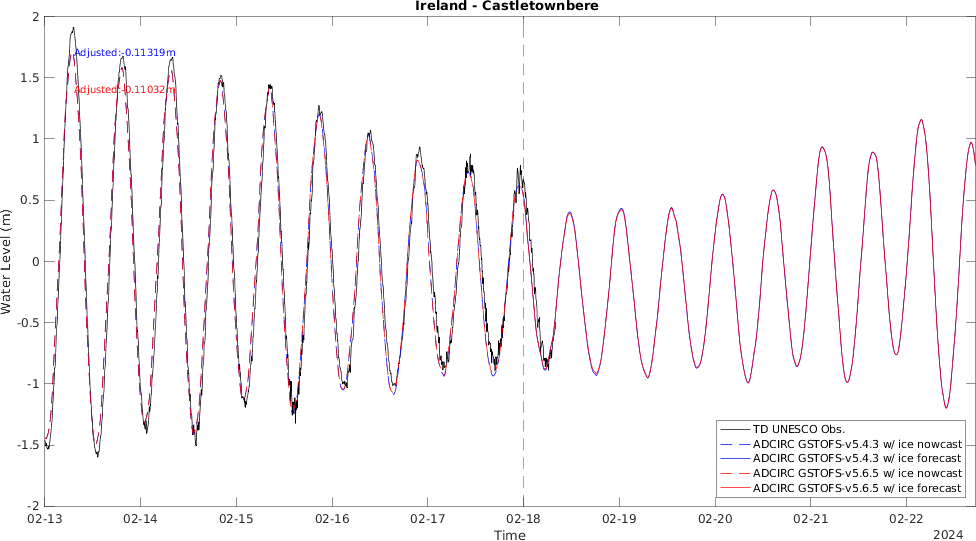 Ireland - Castletownbere
2
1.5
1
0.5
0
-0.5
-1
-1.5
-2
Water Level (m)
Adjusted:-0.11319m
Adjusted:-0.11032m
TD UNESCO Obs.
ADCIRC GSTOFS-v5.4.3 w/ ice nowcast
ADCIRC GSTOFS-v5.4.3 w/ ice forecast
ADCIRC GSTOFS-v5.6.5 w/ ice nowcast
ADCIRC GSTOFS-v5.6.5 w/ ice forecast
02-13 02-14 02-15 02-16 02-17 02-18 02-19 02-20 02-21 02-22
Time
2024